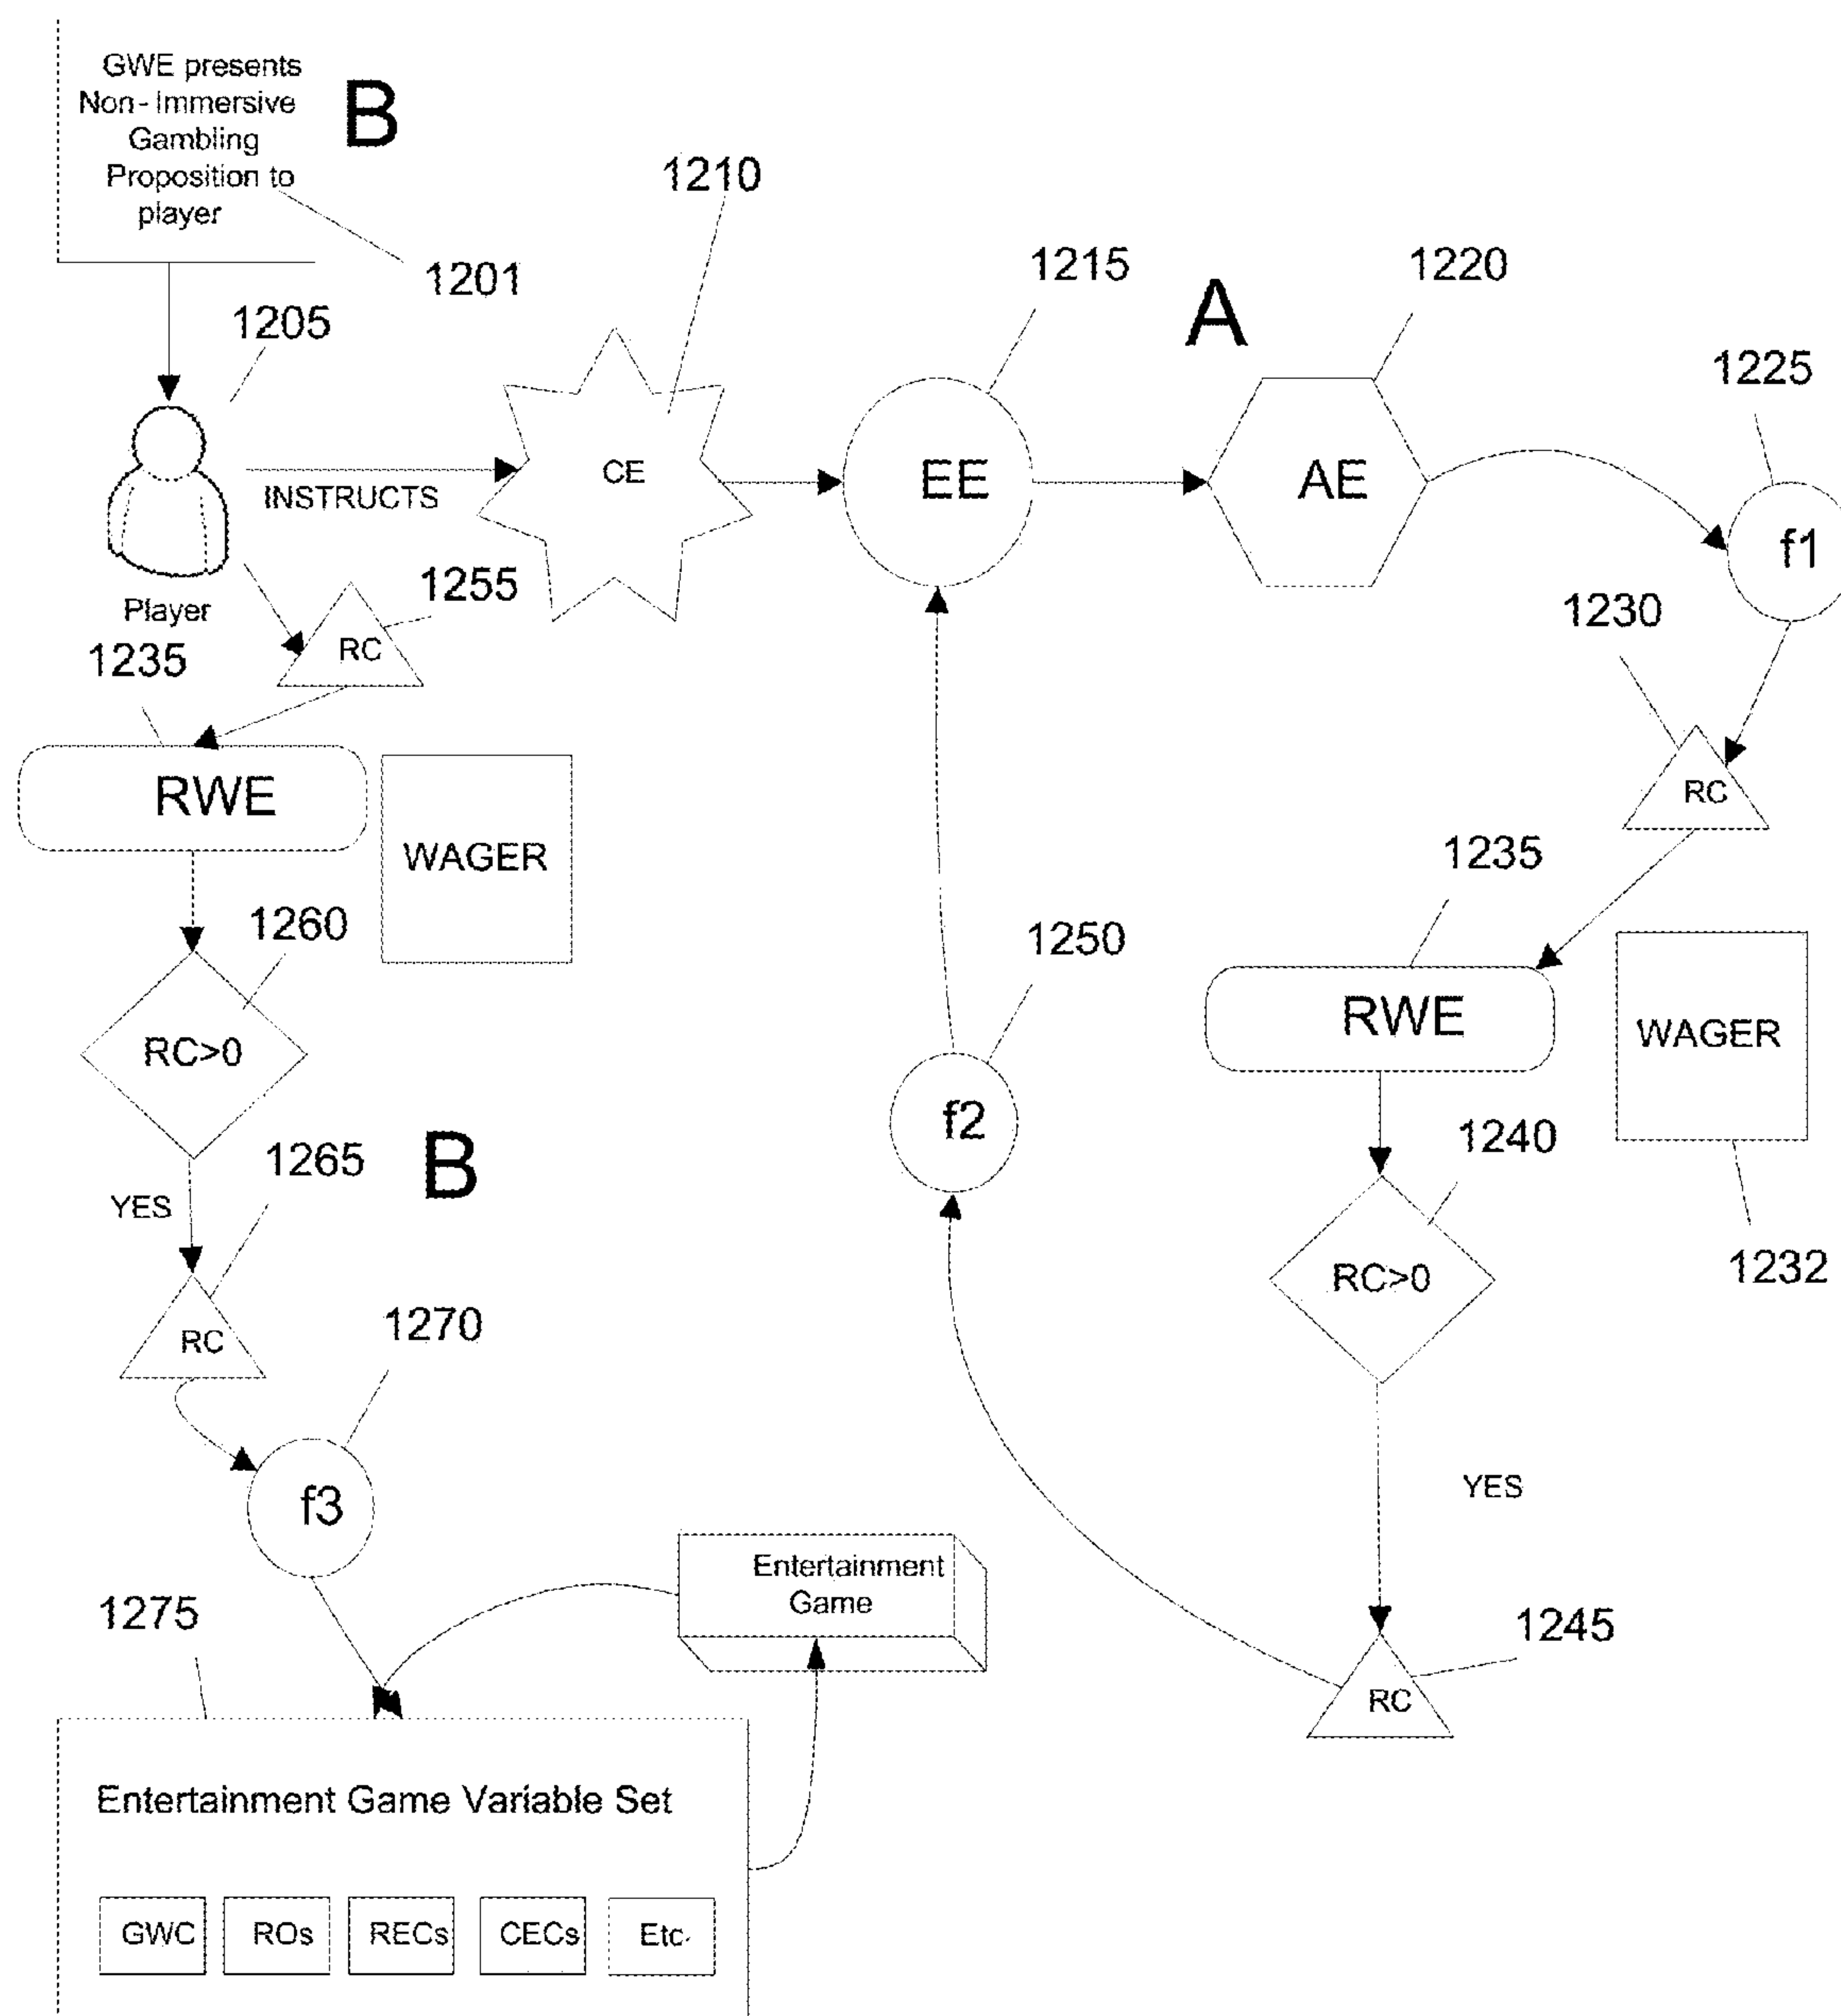 GWE presents
Non-Immersive
Gambling
Proposition to
player
B
1210
1201
1215
A
1220
1205
1225
CE
EE
AE
INSTRUCTS
f1
1255
1230
Player
RC
1235
RWE
WAGER
RC
1235
1260
1250
RWE
WAGER
RC>0
f2
1240
1265
B
YES
1232
RC>0
RC
1270
YES
f3
Entertainment
Game
1275
1245
RC
Entertainment Game Variable Set
GWC
ROs
RECs
CECs
Etc.